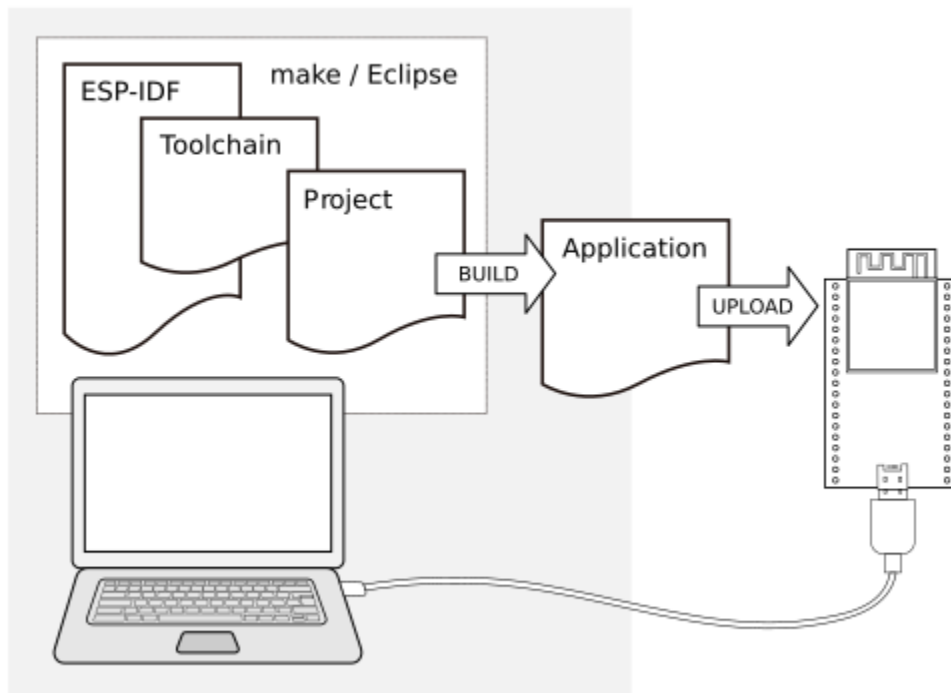 make / Eclipse
ESP-IDF
Toolchain
Project
BUILD
Application
UPLOAD